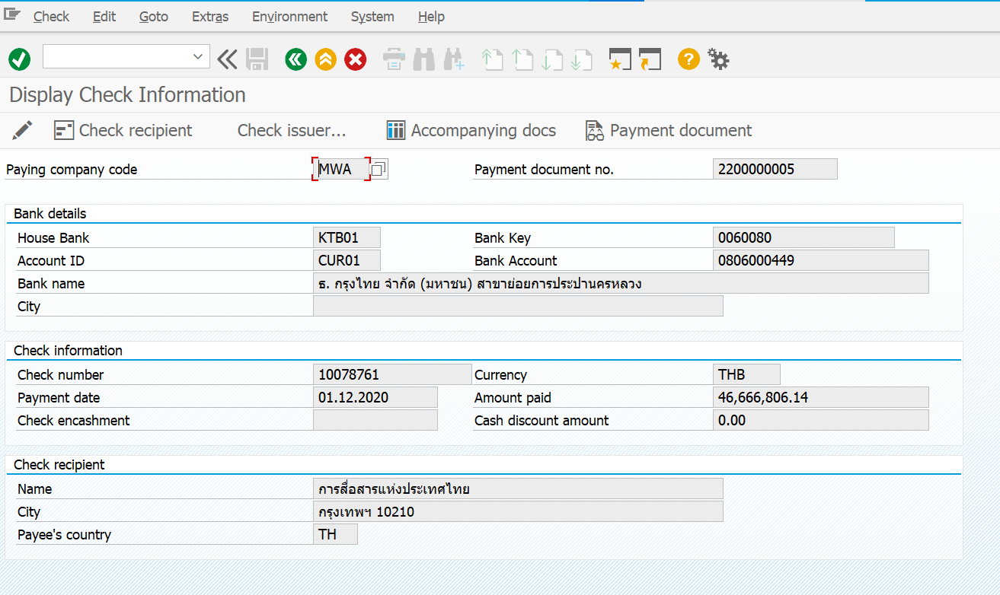 Check Edit Goto Extras Environment System Help
Display Check Information
Check recipient Check issuer... Accompanying docs Payment document
Paying company code MWA Payment document no. 2200000005
Bank details
House Bank KTB01 Bank Key 0060080
Account ID CUR01 Bank Account 0806000449
Bank name ธ. กรุงไทย จำกัด (มหาชน) สาขาย่อยการประปานครหลวง
City
Check information
Check number 10078761 Currency THB
Payment date 01.12.2020 Amount paid 46,666,806.14
Check encashment Cash discount amount 0.00
Check recipient
Name การสื่อสารแห่งประเทศไทย
City กรุงเทพฯ 10210
Payee's country TH